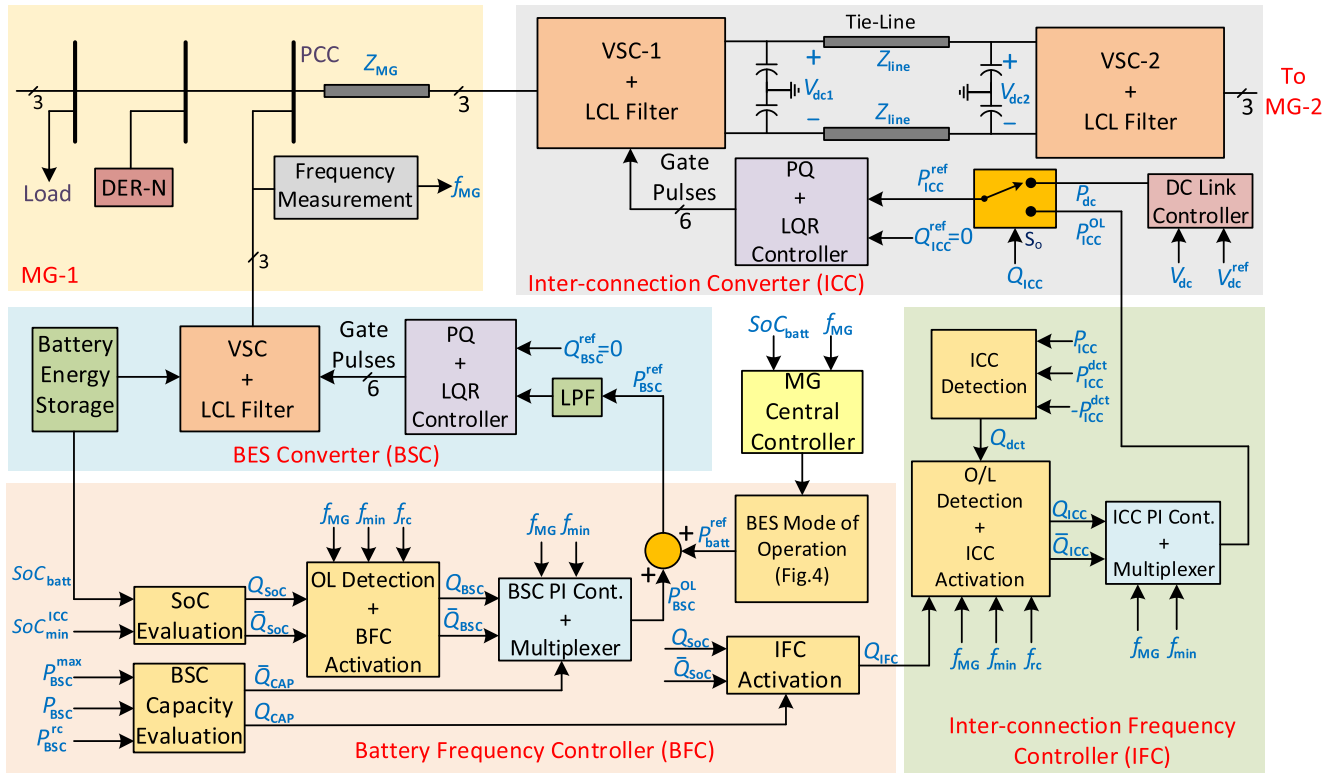 PCC
Z_MG
3
3
Load
DER-N
Frequency
Measurement
f_MG
3
MG-1
VSC-1
+
LCL Filter
Tie-Line
Z_line
Z_line
+
V_dc1
−
+
V_dc2
−
VSC-2
+
LCL Filter
3
To
MG-2
Gate
Pulses
6
PQ
+
LQR
Controller
P_ICC^ref
Q_ICC^ref=0
S_o
Q_ICC
P_dc
P_ICC^OL
DC Link
Controller
V_dc
V_dc^ref
Inter-connection Converter (ICC)
Battery
Energy
Storage
VSC
+
LCL Filter
Gate
Pulses
6
PQ
+
LQR
Controller
Q_BSC^ref=0
P_BSC^ref
LPF
BES Converter (BSC)
SoC_batt
f_MG
MG
Central
Controller
BES Mode of
Operation
(Fig.4)
P_batt^ref
+
+
P_BSC^OL
SoC_batt
SoC_min^ICC
SoC
Evaluation
Q_SoC
Q̄_SoC
f_MG f_min f_rc
OL Detection
+
BFC
Activation
Q_BSC
Q̄_BSC
f_MG f_min
BSC PI Cont.
+
Multiplexer
P_BSC^max
P_BSC
P_BSC^rc
BSC
Capacity
Evaluation
Q̄_CAP
Q_CAP
Q_SoC
Q̄_SoC
IFC
Activation
Q_IFC
Battery Frequency Controller (BFC)
ICC
Detection
P_ICC
P_ICC^dct
-P_ICC^dct
Q_dct
O/L
Detection
+
ICC
Activation
Q_ICC
Q̄_ICC
ICC PI Cont.
+
Multiplexer
f_MG f_min f_rc
f_MG f_min
Inter-connection Frequency
Controller (IFC)